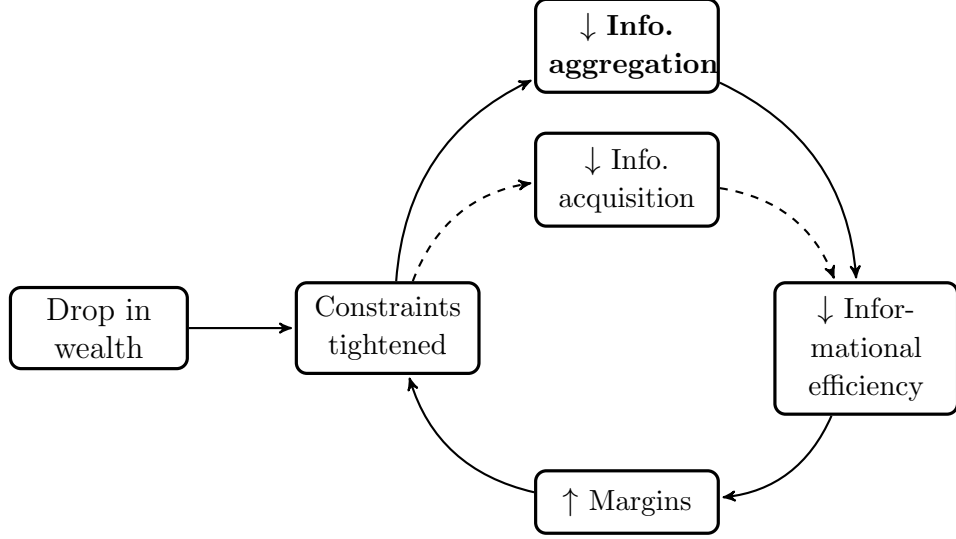 ↓ Info.
aggregation
↓ Info.
acquisition
Drop in
wealth
Constraints
tightened
↓ Infor-
mational
efficiency
↑ Margins